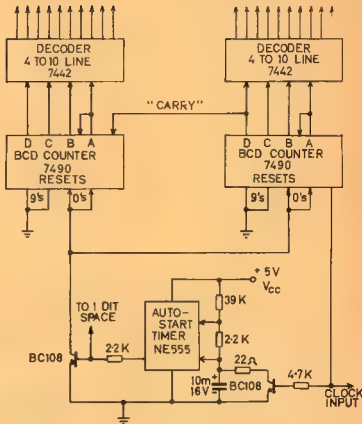 DECODER
4 TO 10 LINE
7442
DECODER
4 TO 10 LINE
7442
"CARRY"
D C B A
BCD COUNTER
7490
RESETS
9's 0's
D C B A
BCD COUNTER
7490
RESETS
9's 0's
+ 5V
VCC
TO 1 DIT
SPACE
AUTO-
START
TIMER
NE555
39K
2·2K
2·2K
22Ω
10m
16V
+
BC108
BC108
4·7K
CLOCK
INPUT